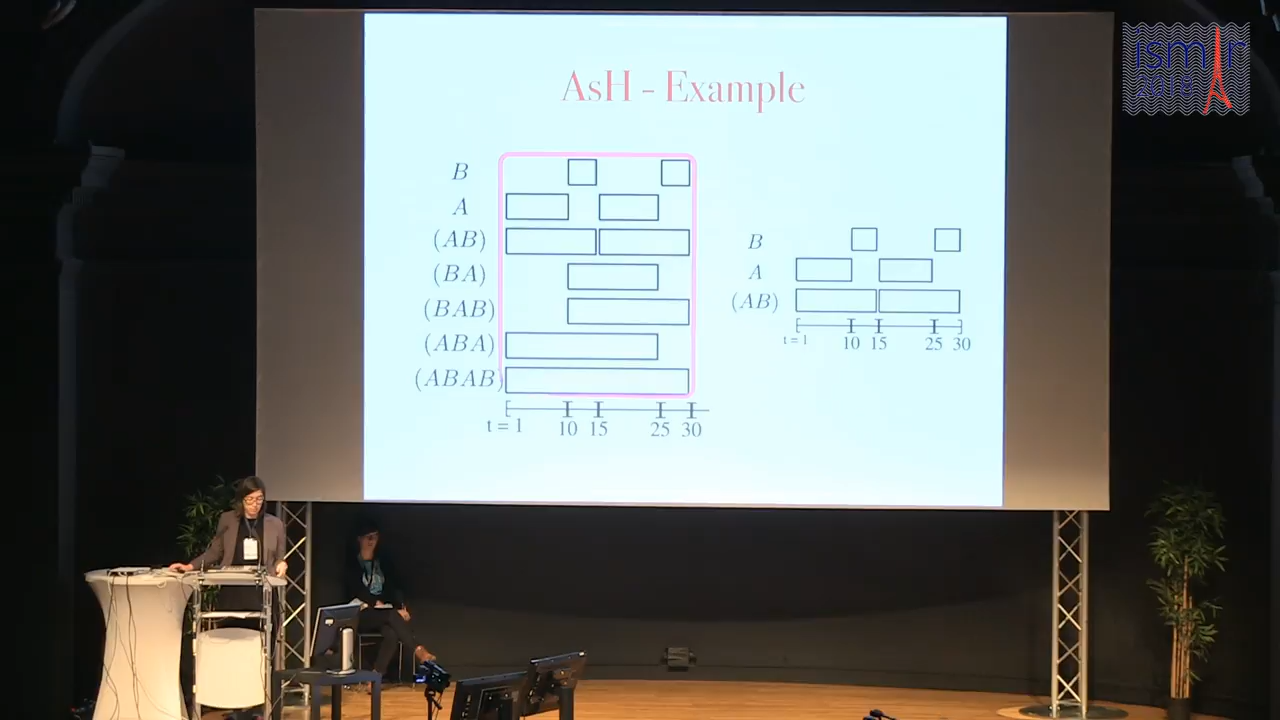 ismir
2018
AsH - Example
B
A
(AB)
(BA)
(BAB)
(ABA)
(ABAB)
t = 1 10 15 25 30
B
A
(AB)
t = 1 10 15 25 30